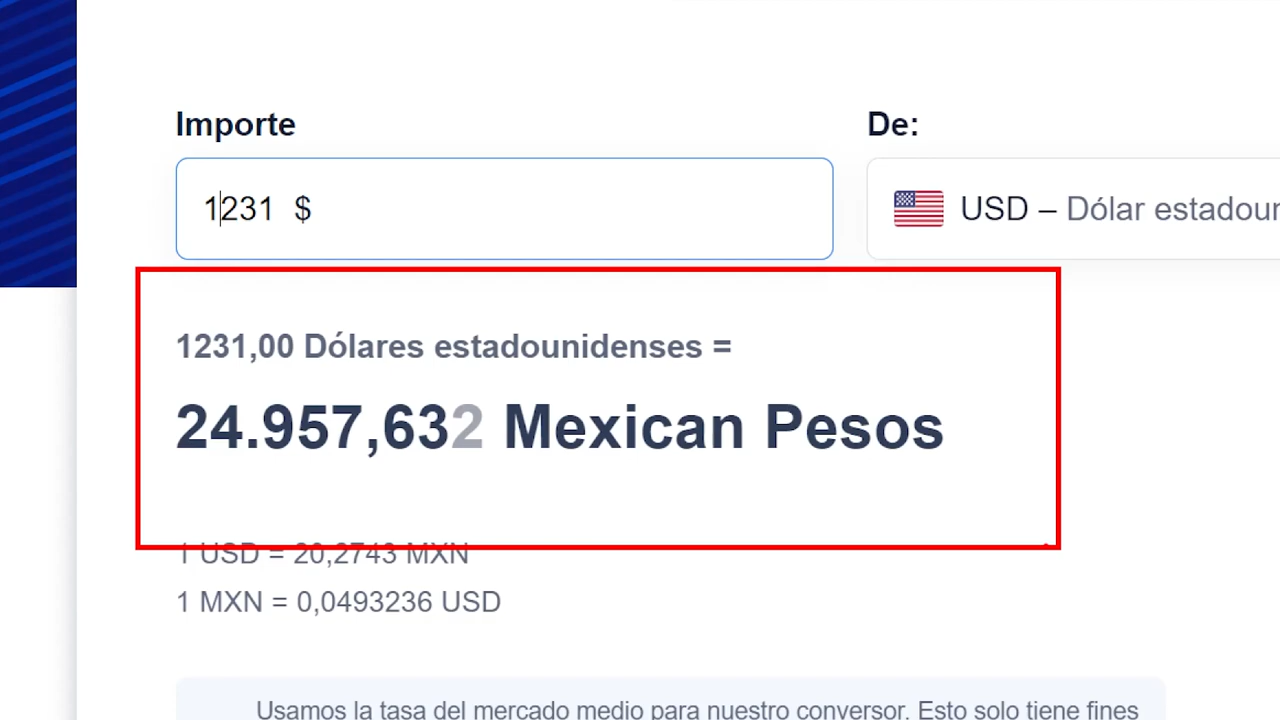 Importe
De:
1231 $
USD – Dólar estadour
1231,00 Dólares estadounidenses =
24.957,632 Mexican Pesos
1 USD = 20,2743 MXN
1 MXN = 0,0493236 USD
Usamos la tasa del mercado medio para nuestro conversor. Esto solo tiene fines